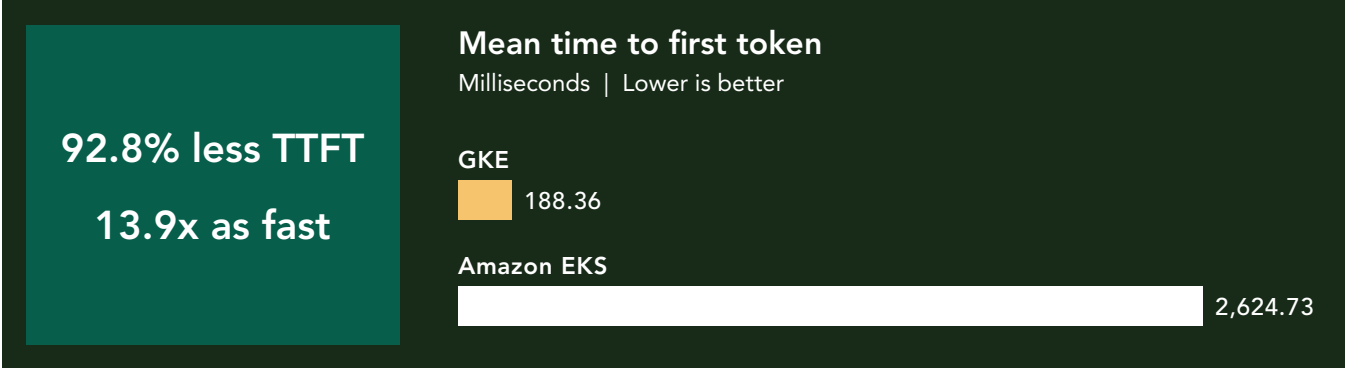 92.8% less TTFT
13.9x as fast
Mean time to first token
Milliseconds | Lower is better
GKE
188.36
Amazon EKS
2,624.73